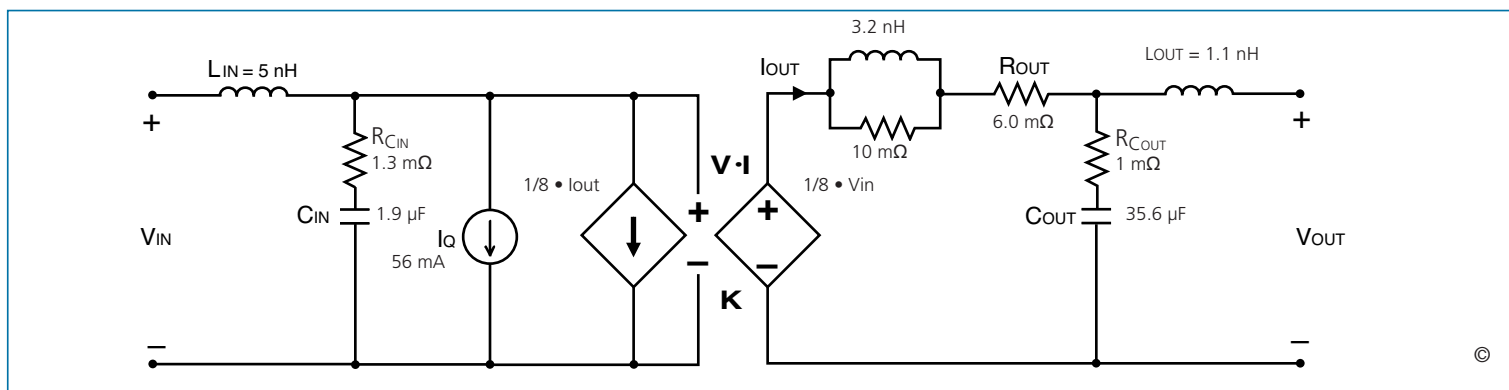 3.2 nH
LIN = 5 nH
IOUT
ROUT
LOUT = 1.1 nH
+
+
6.0 mΩ
RCIN
1.3 mΩ
10 mΩ
RCOUT
1 mΩ
V•I
1/8 • Iout
1/8 • Vin
+
+
CIN
1.9 µF
COUT
35.6 µF
VIN
IQ
56 mA
VOUT
–
–
K
–
–
©